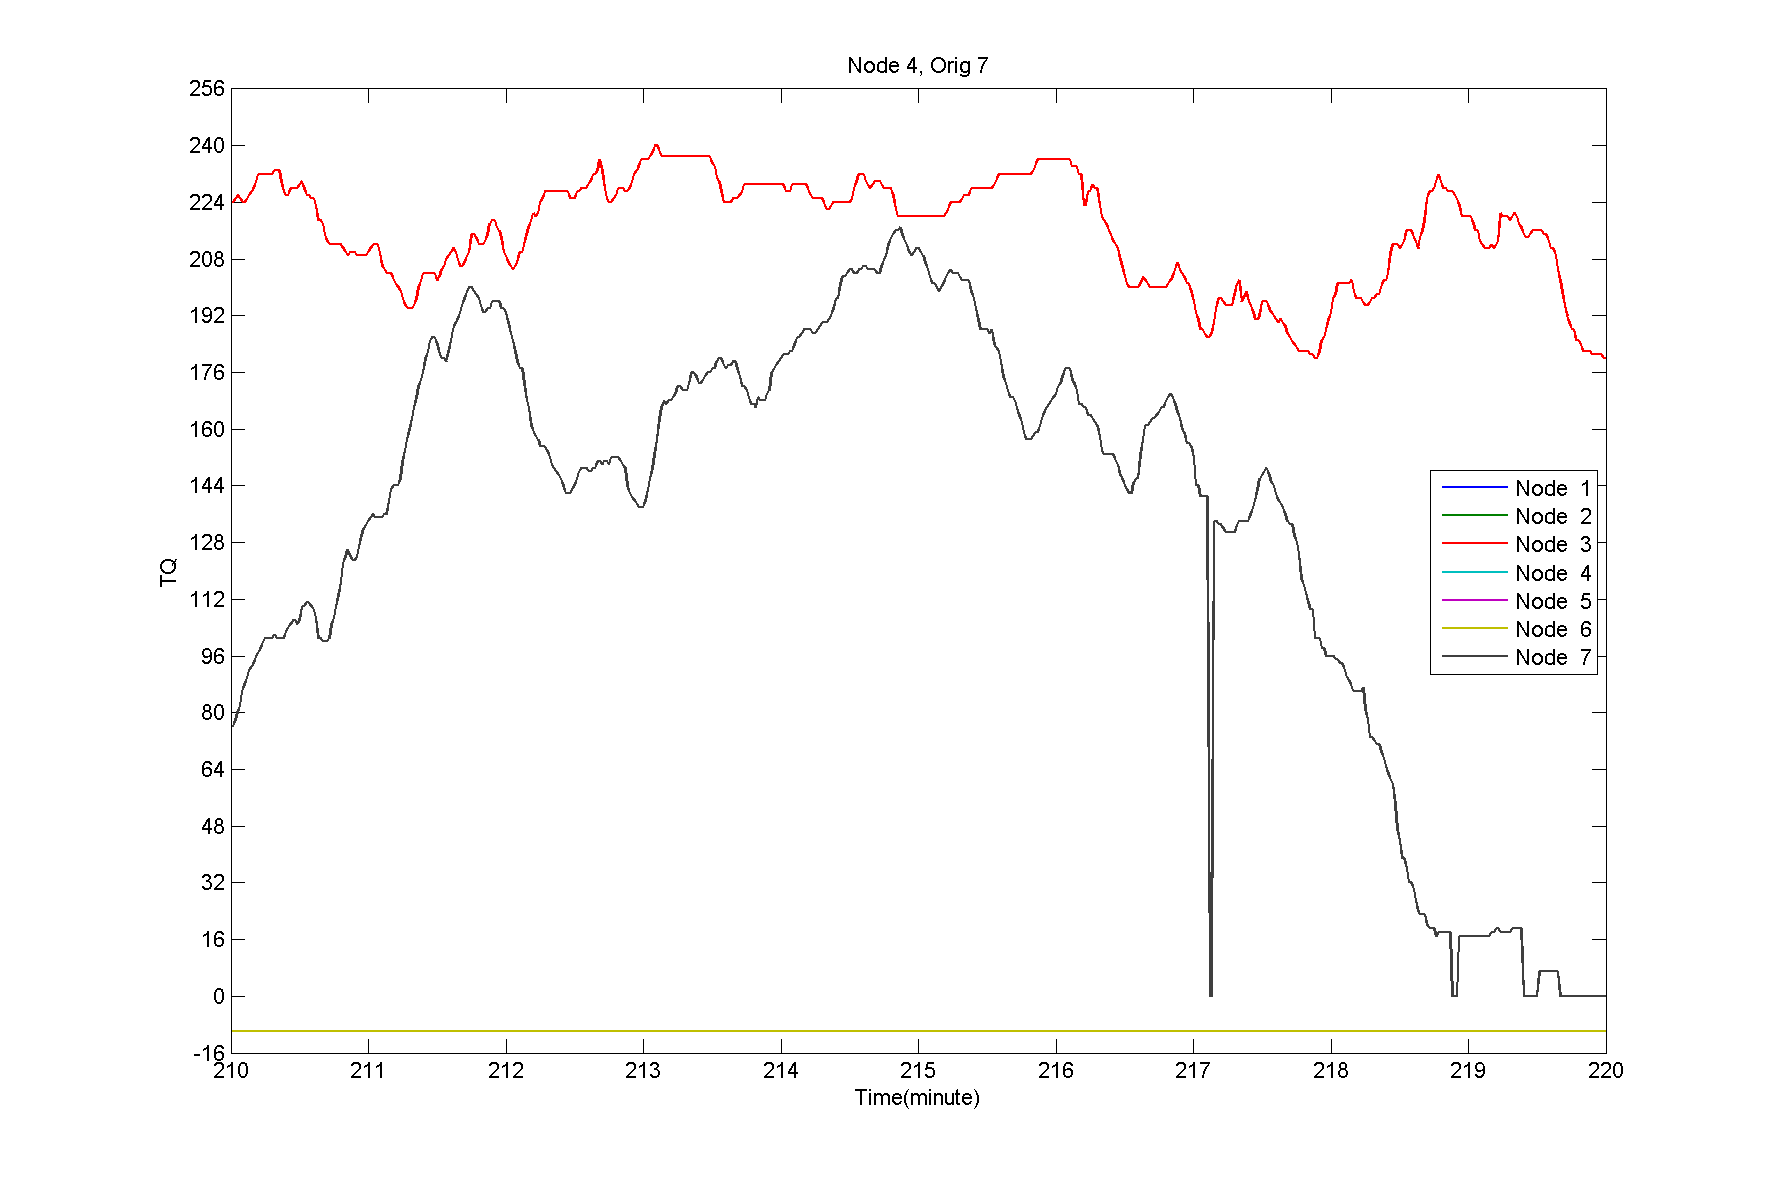 Node 4, Orig 7
256
240
224
208
192
176
160
144
128
112
96
80
64
48
32
16
0
-16
TQ
Node 1
Node 2
Node 3
Node 4
Node 5
Node 6
Node 7
210 211 212 213 214 215 216 217 218 219 220
Time(minute)